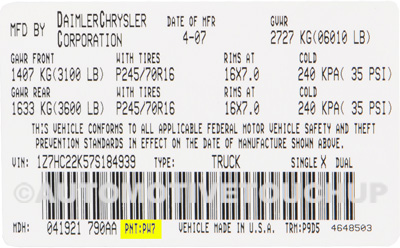 MFD BY DAIMLERCHRYSLER CORPORATION DATE OF MFR 4-07 GVWR 2727 KG(06010 LB)
GAWR FRONT WITH TIRES RIMS AT COLD
1407 KG(3100 LB) P245/70R16 16X7.0 240 KPA( 35 PSI)
GAWR REAR WITH TIRES RIMS AT COLD
1633 KG(3600 LB) P245/70R16 16X7.0 240 KPA( 35 PSI)
THIS VEHICLE CONFORMS TO ALL APPLICABLE FEDERAL MOTOR VEHICLE SAFETY AND THEFT
PREVENTION STANDARDS IN EFFECT ON THE DATE OF MANUFACTURE SHOWN ABOVE.
VIN: 1Z7HC22K57S184939 TYPE: TRUCK SINGLE X DUAL
©AUTOMOTIVETOUCHUP
MDH: 041921 790AA PNT:PW7 VEHICLE MADE IN U.S.A. TRM:P9D5 4648503